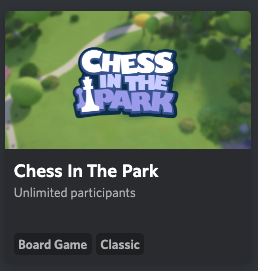 CHESS
IN THE
PARK
Chess In The Park
Unlimited participants
Board Game Classic